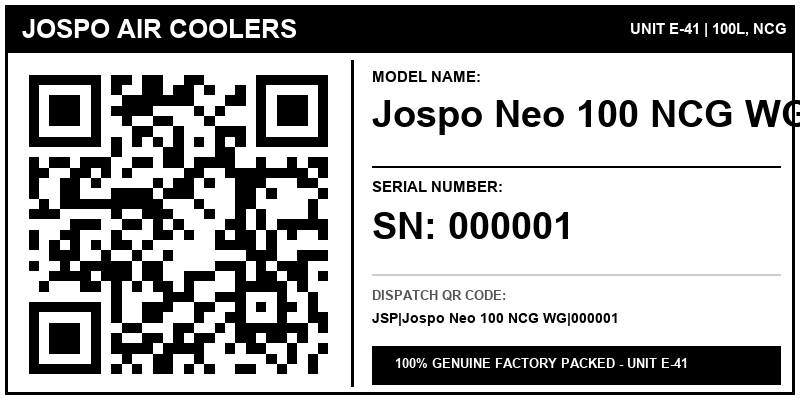 JOSPO AIR COOLERS
UNIT E-41 | 100L, NCG
MODEL NAME:
Jospo Neo 100 NCG WG
SERIAL NUMBER:
SN: 000001
DISPATCH QR CODE:
JSP|Jospo Neo 100 NCG WG|000001
100% GENUINE FACTORY PACKED - UNIT E-41